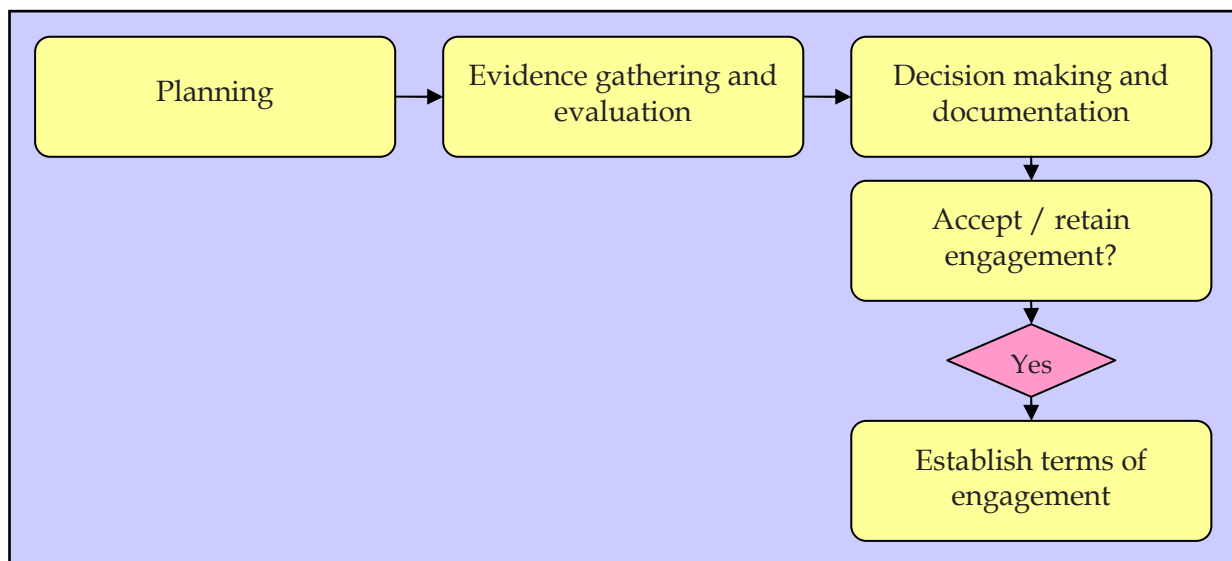 Planning
Evidence gathering and
evaluation
Decision making and
documentation
Accept / retain
engagement?
Yes
Establish terms of
engagement